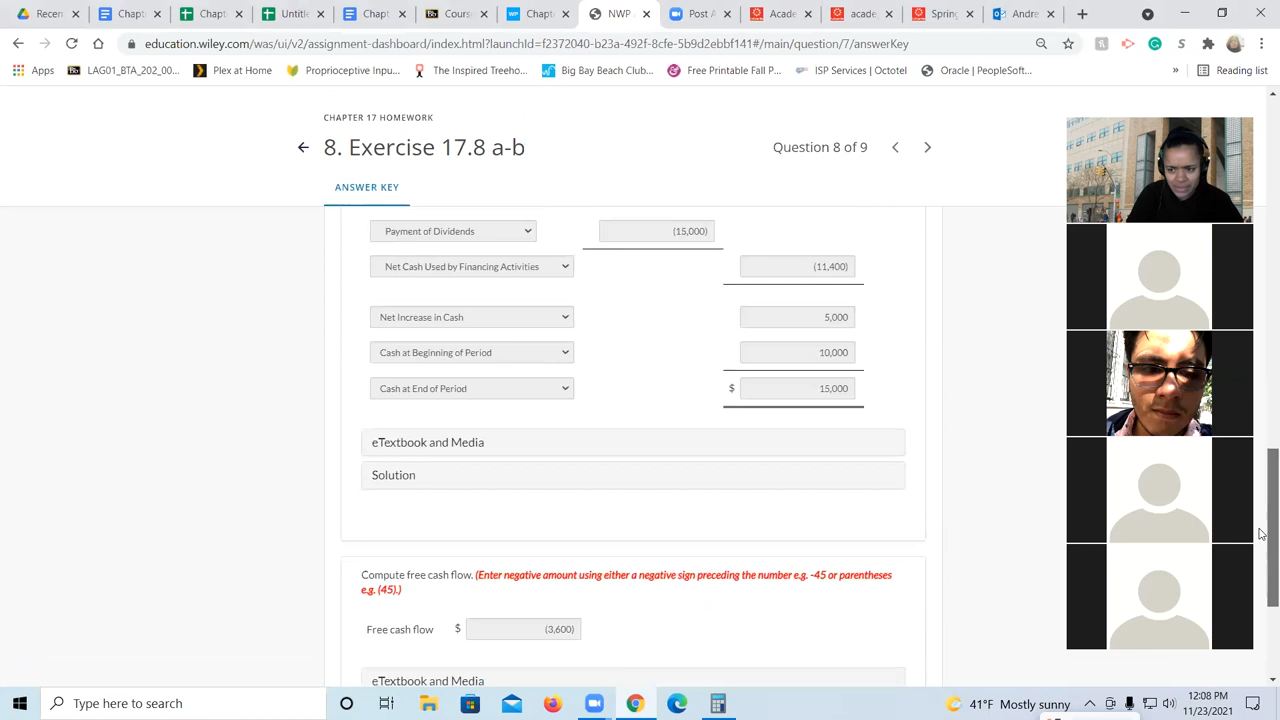 Recen
Chapt
Chapt
Untitle
Chapt
Cours
Chapte
NWP
Post A
Acade
acade
Spring
Andre
education.wiley.com/was/ui/v2/assignment-dashboard/index.html?launchId=f2372040-b23a-492f-8cfe-5b9d2ebbf141#/main/question/7/answerKey
Apps
LAG01_BTA_202_00...
Plex at Home
Proprioceptive Inpu...
The Inspired Treeho...
Big Bay Beach Club...
Free Printable Fall P...
ISP Services | Octotel
Oracle | PeopleSoft...
»
Reading list
CHAPTER 17 HOMEWORK
← 8. Exercise 17.8 a-b
Question 8 of 9 < >
ANSWER KEY
Payment of Dividends (15,000)
Net Cash Used by Financing Activities (11,400)
Net Increase in Cash 5,000
Cash at Beginning of Period 10,000
Cash at End of Period $ 15,000
eTextbook and Media
Solution
Compute free cash flow. (Enter negative amount using either a negative sign preceding the number e.g. -45 or parentheses
e.g. (45).)
Free cash flow $ (3,600)
eTextbook and Media
Type here to search
41°F Mostly sunny
12:08 PM
11/23/2021